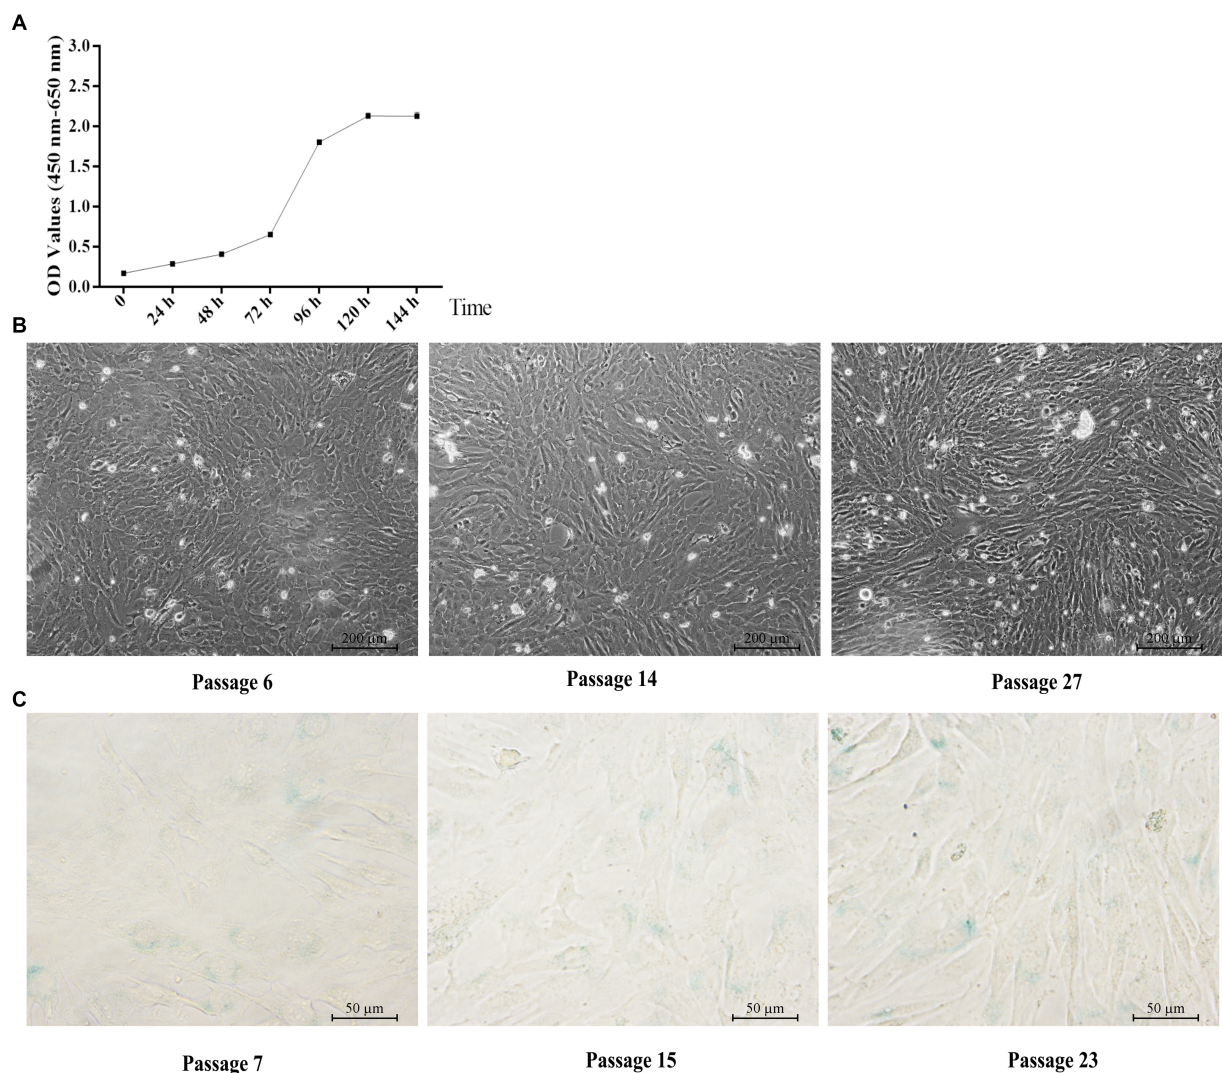 A
OD Values (450 nm-650 nm)
3.0
2.5
2.0
1.5
1.0
0.5
0.0
0 24 h 48 h 72 h 96 h 120 h 144 h
Time
B
200 μm 200 μm 200 μm
Passage 6 Passage 14 Passage 27
C
50 μm 50 μm 50 μm
Passage 7 Passage 15 Passage 23